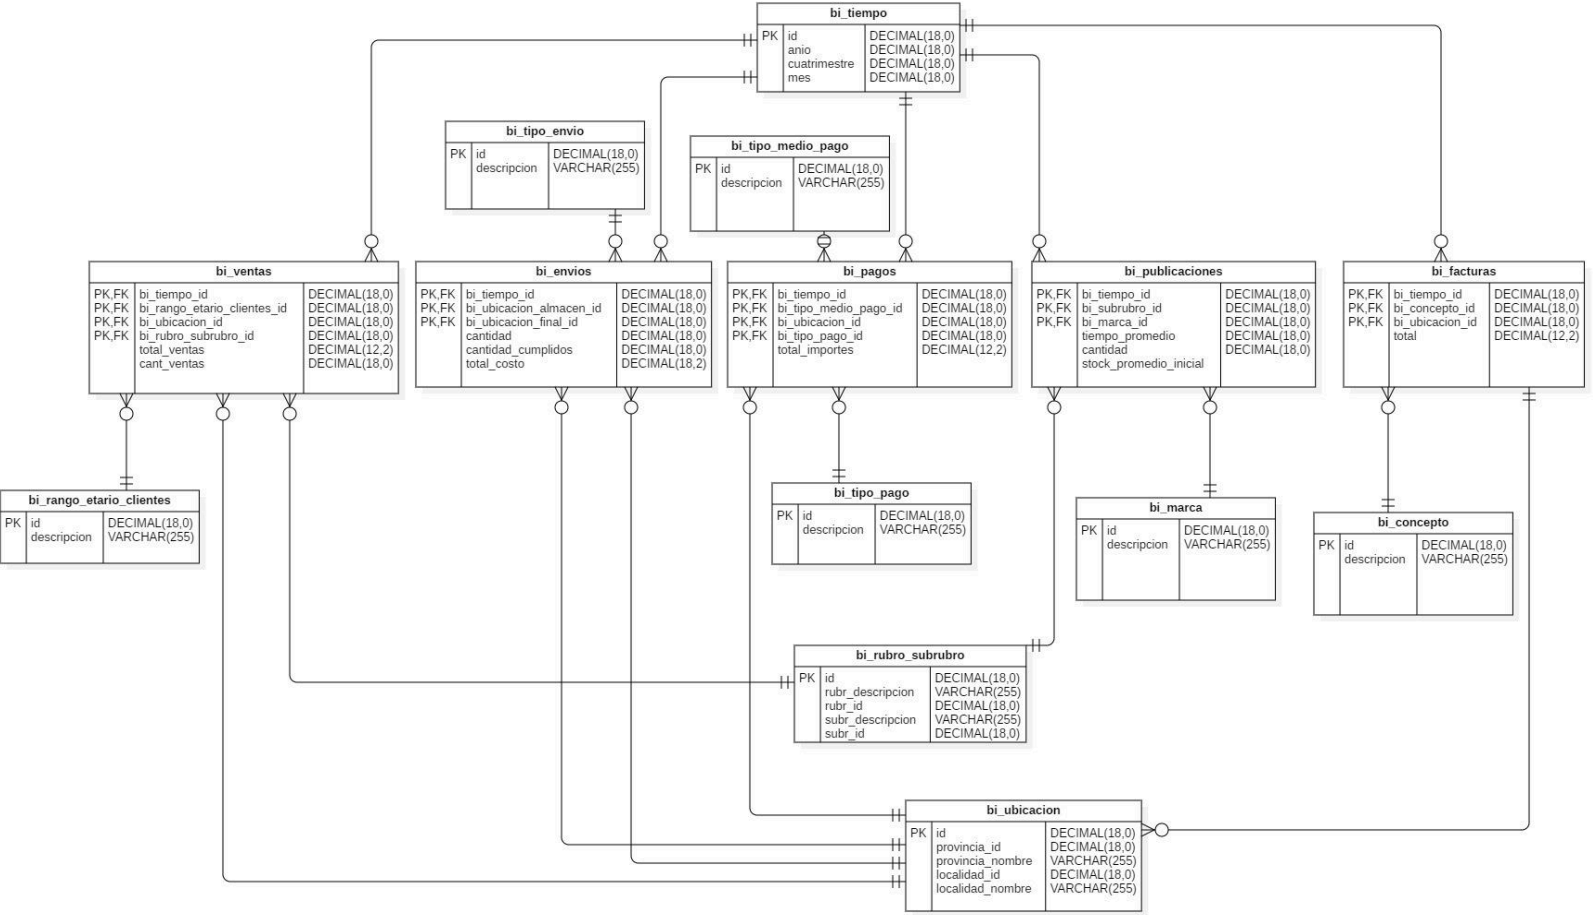 bi_tiempo
PK id DECIMAL(18,0)
anio DECIMAL(18,0)
cuatrimestre DECIMAL(18,0)
mes DECIMAL(18,0)
bi_tipo_envio
PK id DECIMAL(18,0)
descripcion VARCHAR(255)
bi_tipo_medio_pago
PK id DECIMAL(18,0)
descripcion VARCHAR(255)
bi_ventas
PK,FK bi_tiempo_id DECIMAL(18,0)
PK,FK bi_rango_etario_clientes_id DECIMAL(18,0)
PK,FK bi_ubicacion_id DECIMAL(18,0)
PK,FK bi_rubro_subrubro_id DECIMAL(18,0)
total_ventas DECIMAL(12,2)
cant_ventas DECIMAL(18,0)
bi_envios
PK,FK bi_tiempo_id DECIMAL(18,0)
PK,FK bi_ubicacion_almacen_id DECIMAL(18,0)
PK,FK bi_ubicacion_final_id DECIMAL(18,0)
cantidad DECIMAL(18,0)
cantidad_cumplidos DECIMAL(18,0)
total_costo DECIMAL(18,2)
bi_pagos
PK,FK bi_tiempo_id DECIMAL(18,0)
PK,FK bi_tipo_medio_pago_id DECIMAL(18,0)
PK,FK bi_ubicacion_id DECIMAL(18,0)
PK,FK bi_tipo_pago_id DECIMAL(18,0)
total_importes DECIMAL(12,2)
bi_publicaciones
PK,FK bi_tiempo_id DECIMAL(18,0)
PK,FK bi_subrubro_id DECIMAL(18,0)
PK,FK bi_marca_id DECIMAL(18,0)
tiempo_promedio DECIMAL(18,0)
cantidad DECIMAL(18,0)
stock_promedio_inicial
bi_facturas
PK,FK bi_tiempo_id DECIMAL(18,0)
PK,FK bi_concepto_id DECIMAL(18,0)
PK,FK bi_ubicacion_id DECIMAL(18,0)
total DECIMAL(12,2)
bi_rango_etario_clientes
PK id DECIMAL(18,0)
descripcion VARCHAR(255)
bi_tipo_pago
PK id DECIMAL(18,0)
descripcion VARCHAR(255)
bi_marca
PK id DECIMAL(18,0)
descripcion VARCHAR(255)
bi_concepto
PK id DECIMAL(18,0)
descripcion VARCHAR(255)
bi_rubro_subrubro
PK id DECIMAL(18,0)
rubr_descripcion VARCHAR(255)
rubr_id DECIMAL(18,0)
subr_descripcion VARCHAR(255)
subr_id DECIMAL(18,0)
bi_ubicacion
PK id DECIMAL(18,0)
provincia_id DECIMAL(18,0)
provincia_nombre VARCHAR(255)
localidad_id DECIMAL(18,0)
localidad_nombre VARCHAR(255)